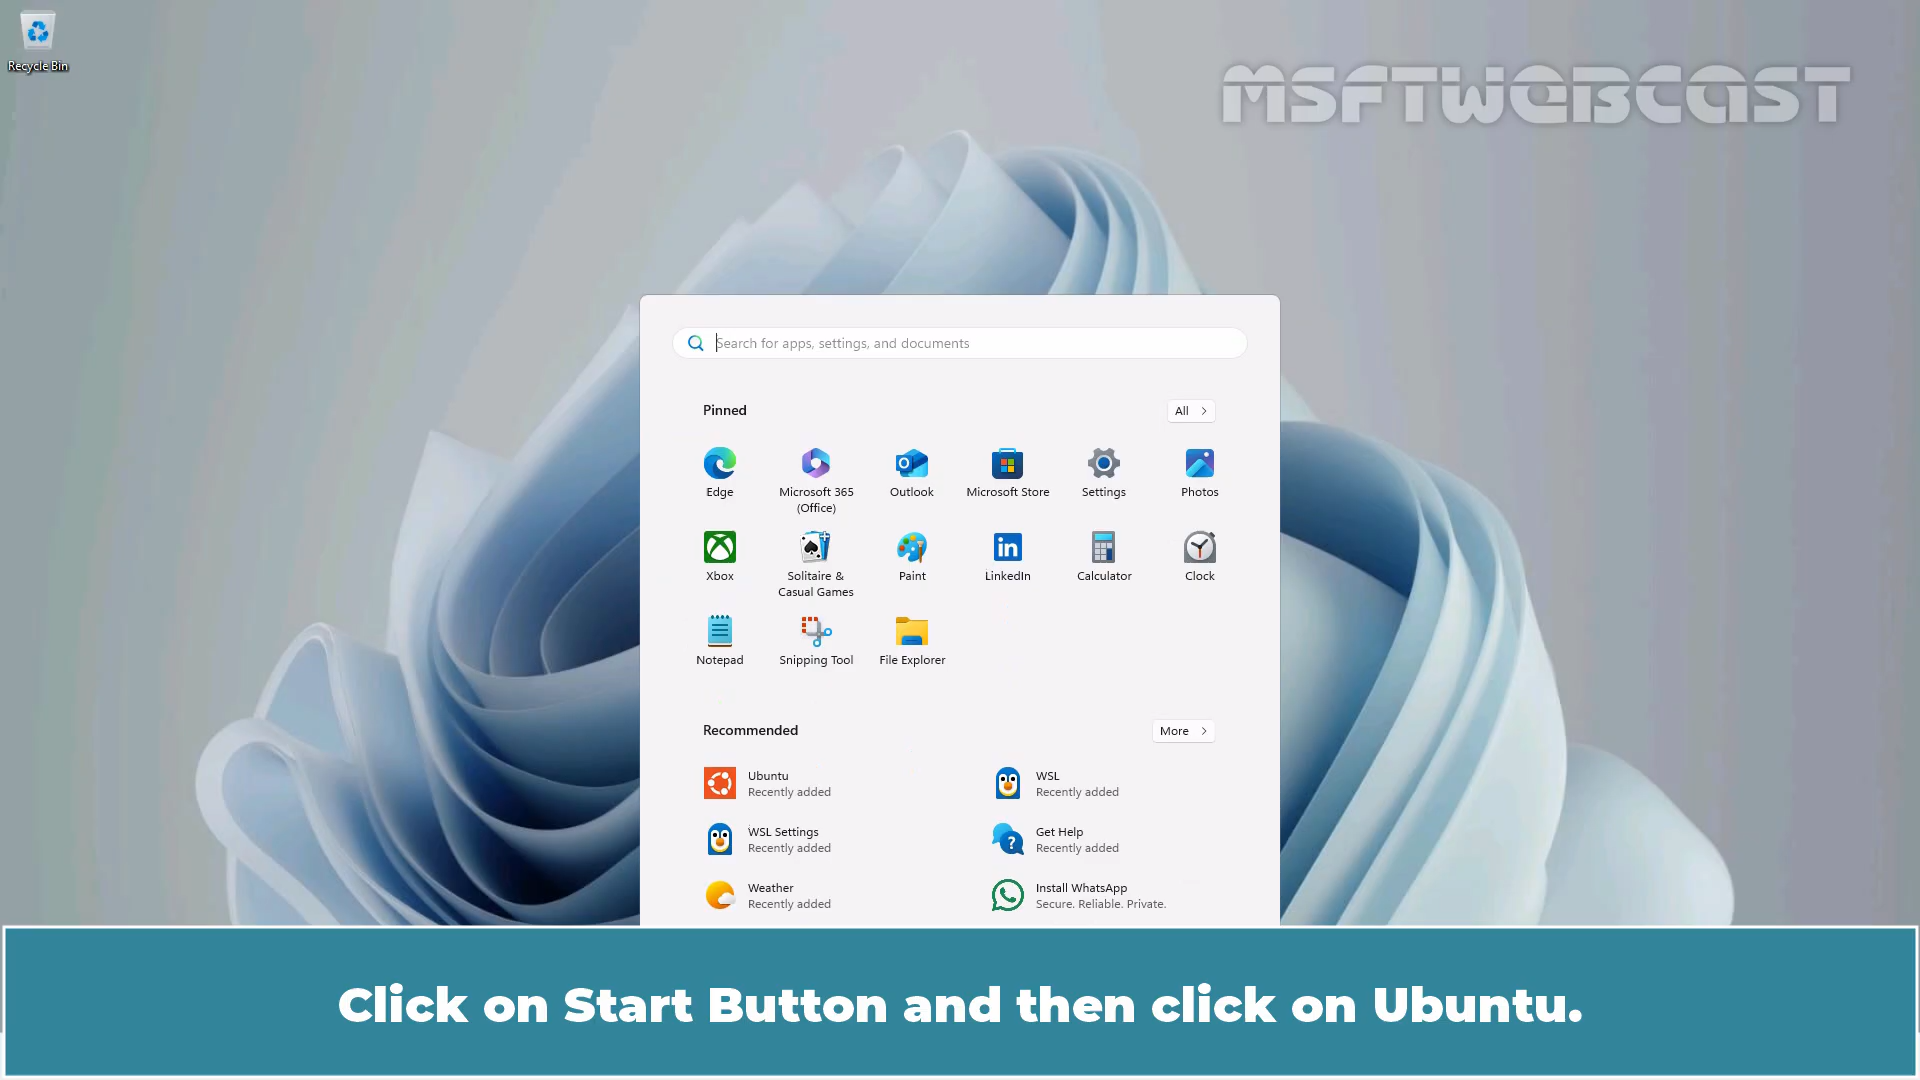 Recycle Bin
MSFTWEBCAST
Search for apps, settings, and documents
Pinned
All
Edge
Microsoft 365
(Office)
Outlook
Microsoft Store
Settings
Photos
Xbox
Solitaire &
Casual Games
Paint
LinkedIn
Calculator
Clock
Notepad
Snipping Tool
File Explorer
Recommended
More
Ubuntu
Recently added
WSL
Recently added
WSL Settings
Recently added
Get Help
Recently added
Weather
Recently added
Install WhatsApp
Secure. Reliable. Private.
Click on Start Button and then click on Ubuntu.